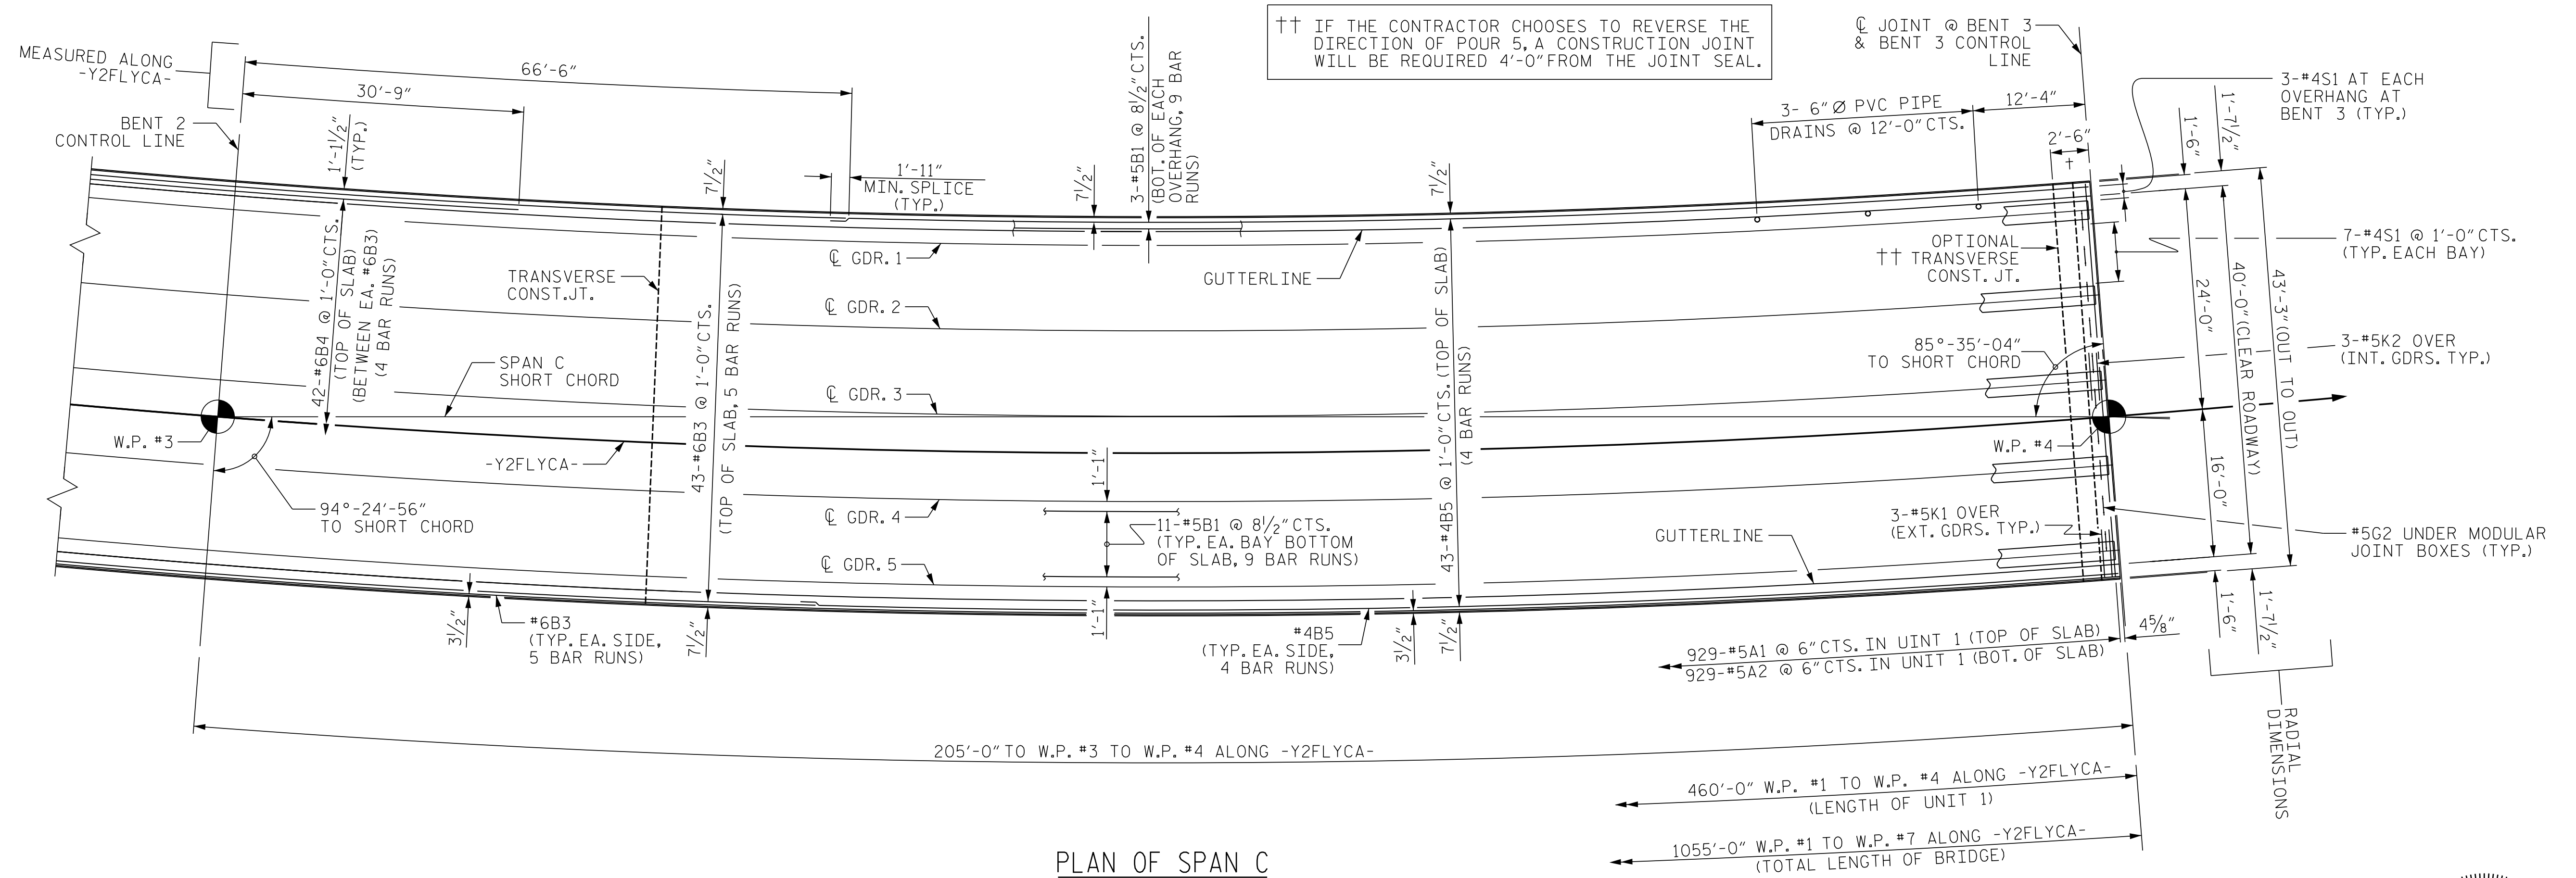 †† IF THE CONTRACTOR CHOOSES TO REVERSE THE
DIRECTION OF POUR 5, A CONSTRUCTION JOINT
WILL BE REQUIRED 4'-0" FROM THE JOINT SEAL.
MEASURED ALONG
-Y2FLYCA-
66'-6"
30'-9"
BENT 2
CONTROL LINE
1'-1½"
(TYP.)
7½"
1'-11"
MIN. SPLICE
(TYP.)
7½"
3-#5B1 @ 8½" CTS.
(BOT. OF EACH
OVERHANG, 9 BAR
RUNS)
7½"
℄ JOINT @ BENT 3
& BENT 3 CONTROL
LINE
3- 6" Ø PVC PIPE
DRAINS @ 12'-0" CTS.
12'-4"
2'-6"
†
3-#4S1 AT EACH
OVERHANG AT
BENT 3 (TYP.)
1'-6"
1'-7½"
7-#4S1 @ 1'-0" CTS.
(TYP. EACH BAY)
42-#6B4 @ 1'-0" CTS.
(TOP OF SLAB)
(BETWEEN EA. #6B3)
(4 BAR RUNS)
TRANSVERSE
CONST. JT.
43-#6B3 @ 1'-0" CTS.
(TOP OF SLAB, 5 BAR RUNS)
℄ GDR. 1
℄ GDR. 2
℄ GDR. 3
℄ GDR. 4
℄ GDR. 5
GUTTERLINE
43-#4B5 @ 1'-0" CTS. (TOP OF SLAB)
(4 BAR RUNS)
OPTIONAL
†† TRANSVERSE
CONST. JT.
85°-35'-04"
TO SHORT CHORD
24'-0"
40'-0" (CLEAR ROADWAY)
43'-3" (OUT TO OUT)
16'-0"
3-#5K2 OVER
(INT. GDRS. TYP.)
SPAN C
SHORT CHORD
W.P. #3
-Y2FLYCA-
94°-24'-56"
TO SHORT CHORD
W.P. #4
1'-1"
11-#5B1 @ 8½" CTS.
(TYP. EA. BAY BOTTOM
OF SLAB, 9 BAR RUNS)
1'-1"
3-#5K1 OVER
(EXT. GDRS. TYP.)
GUTTERLINE
#5G2 UNDER MODULAR
JOINT BOXES (TYP.)
3½"
#6B3
(TYP. EA. SIDE,
5 BAR RUNS)
7½"
#4B5
(TYP. EA. SIDE,
4 BAR RUNS)
3½"
7½"
929-#5A1 @ 6" CTS. IN UINT 1 (TOP OF SLAB)
929-#5A2 @ 6" CTS. IN UNIT 1 (BOT. OF SLAB)
4⅝"
1'-6"
1'-7½"
RADIAL
DIMENSIONS
205'-0" TO W.P. #3 TO W.P. #4 ALONG -Y2FLYCA-
460'-0" W.P. #1 TO W.P. #4 ALONG -Y2FLYCA-
(LENGTH OF UNIT 1)
1055'-0" W.P. #1 TO W.P. #7 ALONG -Y2FLYCA-
(TOTAL LENGTH OF BRIDGE)
PLAN OF SPAN C